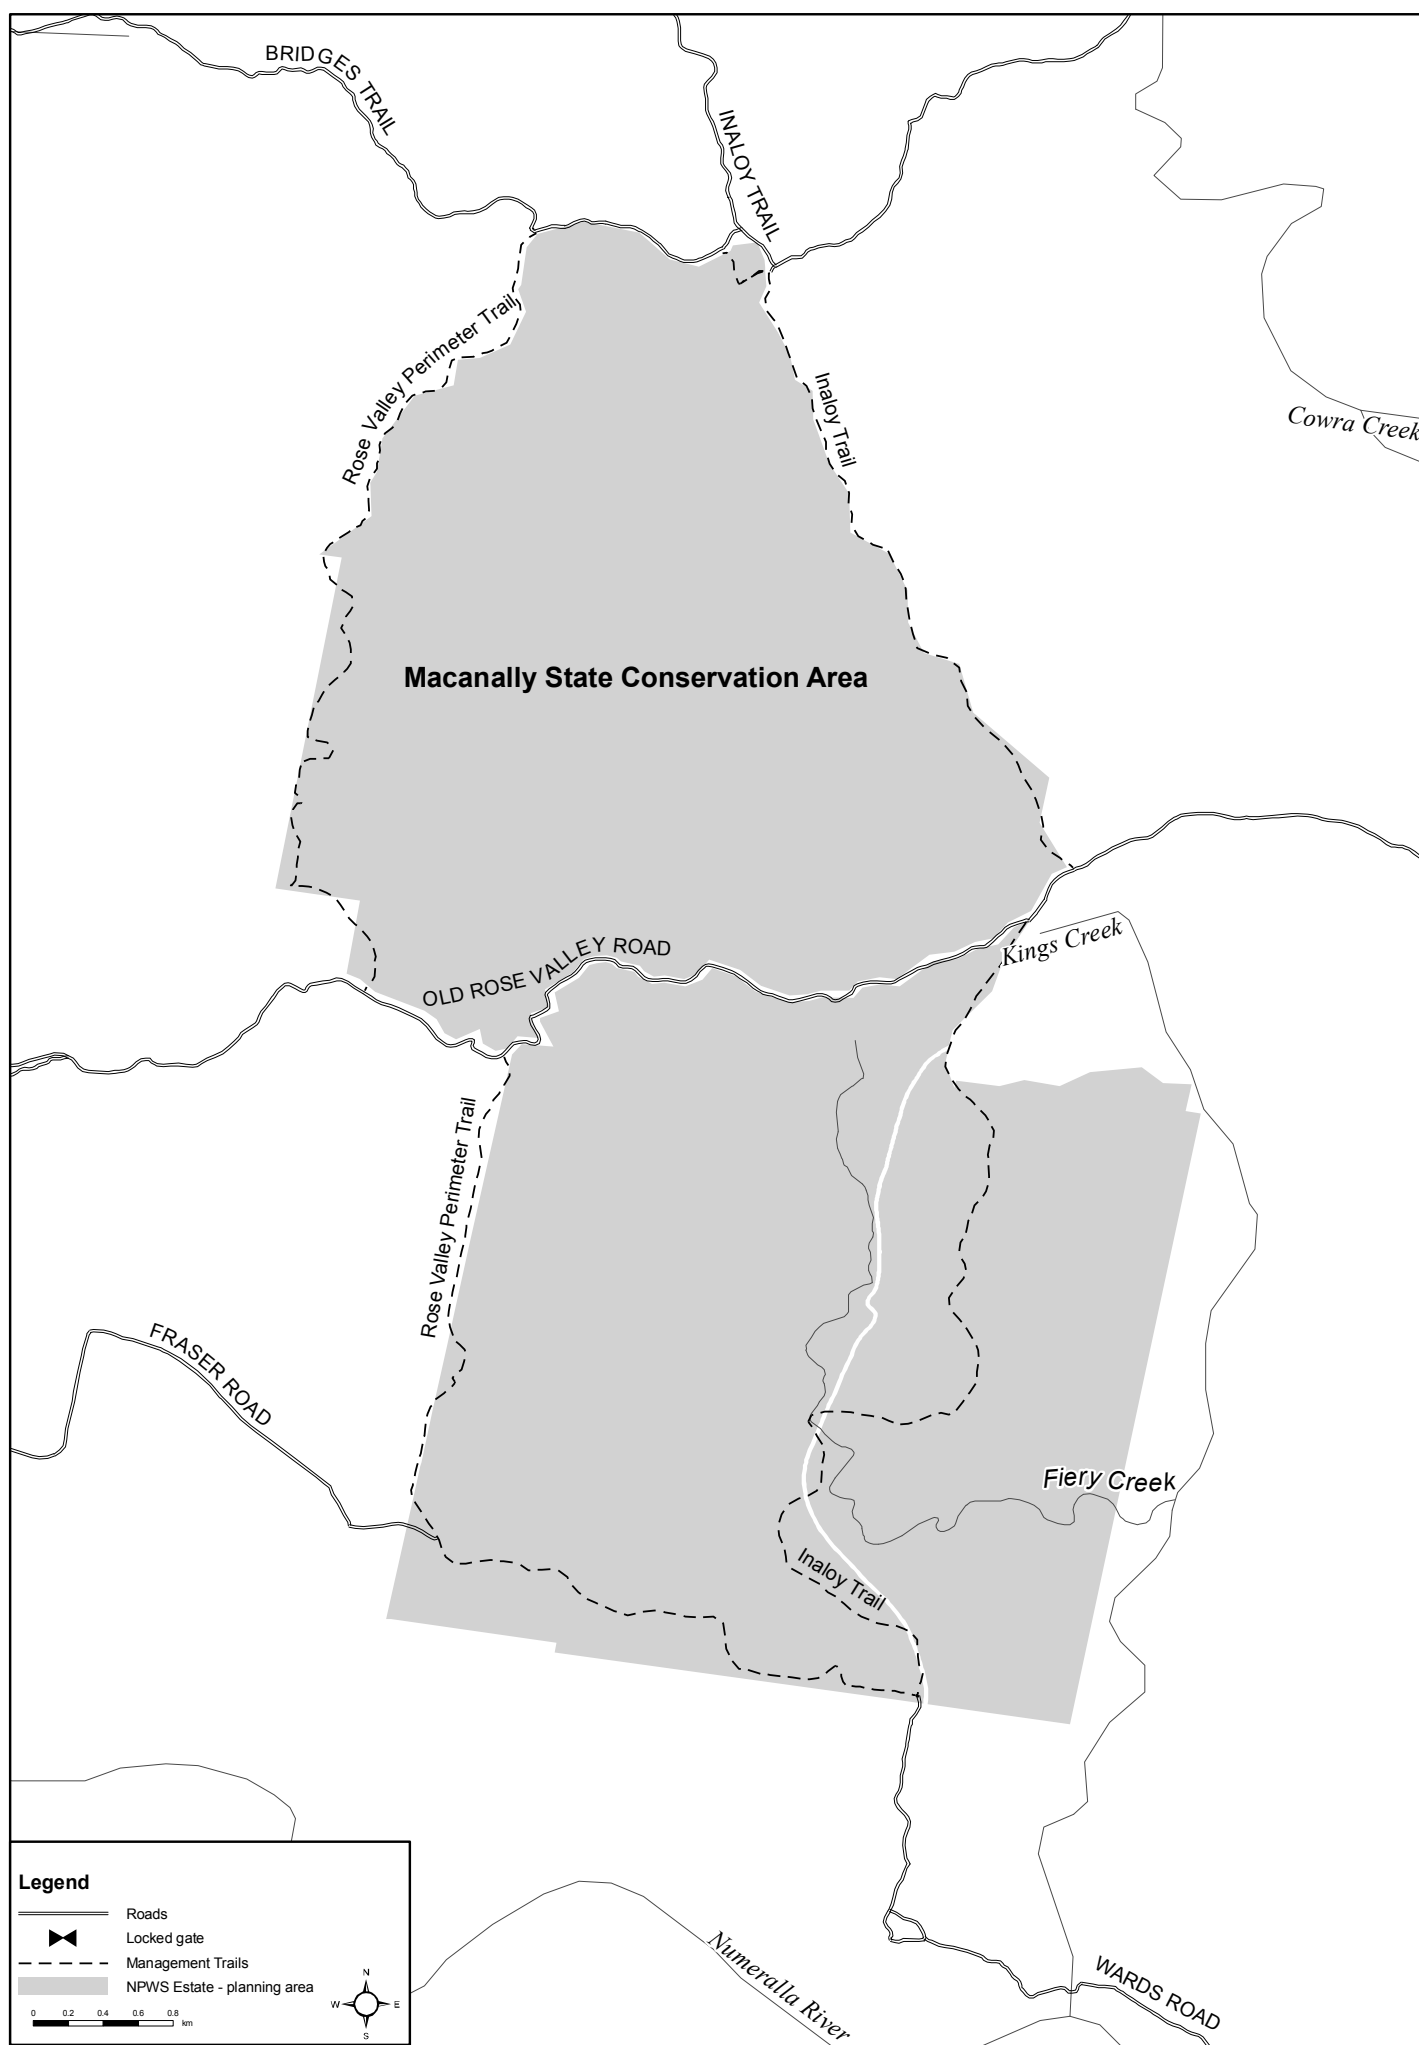 BRIDGES TRAIL
INALOY TRAIL
Rose Valley Perimeter Trail
Inaloy Trail
Cowra Creek
Macanally State Conservation Area
OLD ROSE VALLEY ROAD
Kings Creek
Rose Valley Perimeter Trail
FRASER ROAD
Fiery Creek
Inaloy Trail
Numeralla River
WARDS ROAD
Legend
Roads
Locked gate
Management Trails
NPWS Estate - planning area
0 0.2 0.4 0.6 0.8
km
N
W E
S